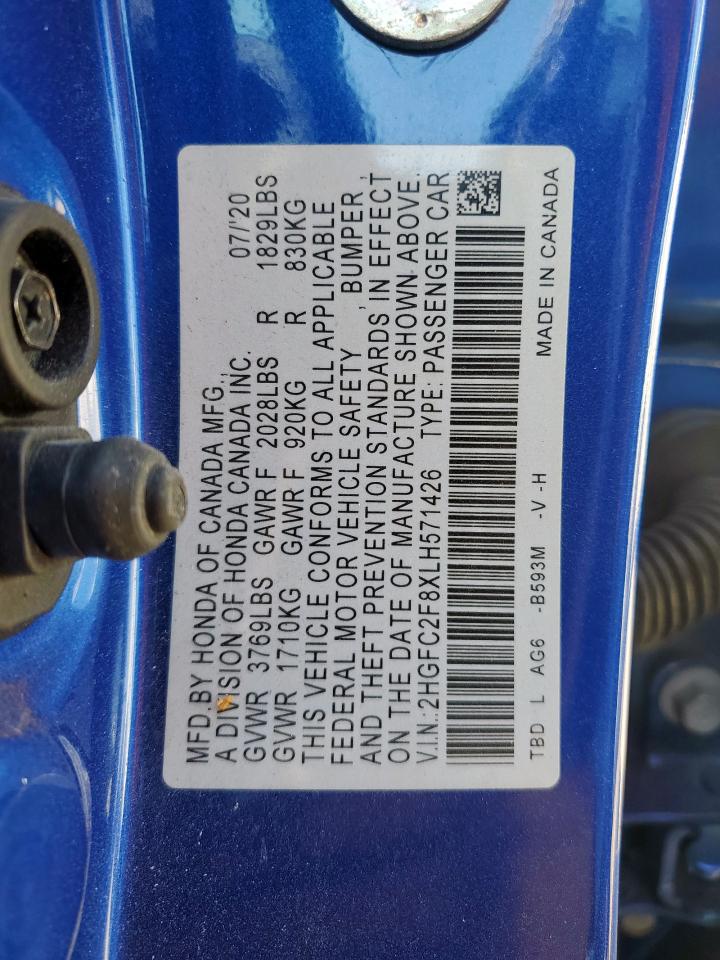 MFD.BY HONDA OF CANADA MFG., 07/'20
A DIVISION OF HONDA CANADA INC.
GVWR 3769LBS GAWR F 2028LBS R 1829LBS
GVWR 1710KG GAWR F 920KG R 830KG
THIS VEHICLE CONFORMS TO ALL APPLICABLE
FEDERAL MOTOR VEHICLE SAFETY , BUMPER ,
AND THEFT PREVENTION STANDARDS IN EFFECT
ON THE DATE OF MANUFACTURE SHOWN ABOVE.
V.I.N.:2HGFC2F8XLH571426 TYPE: PASSENGER CAR
TBD L AG6 -B593M -V -H MADE IN CANADA